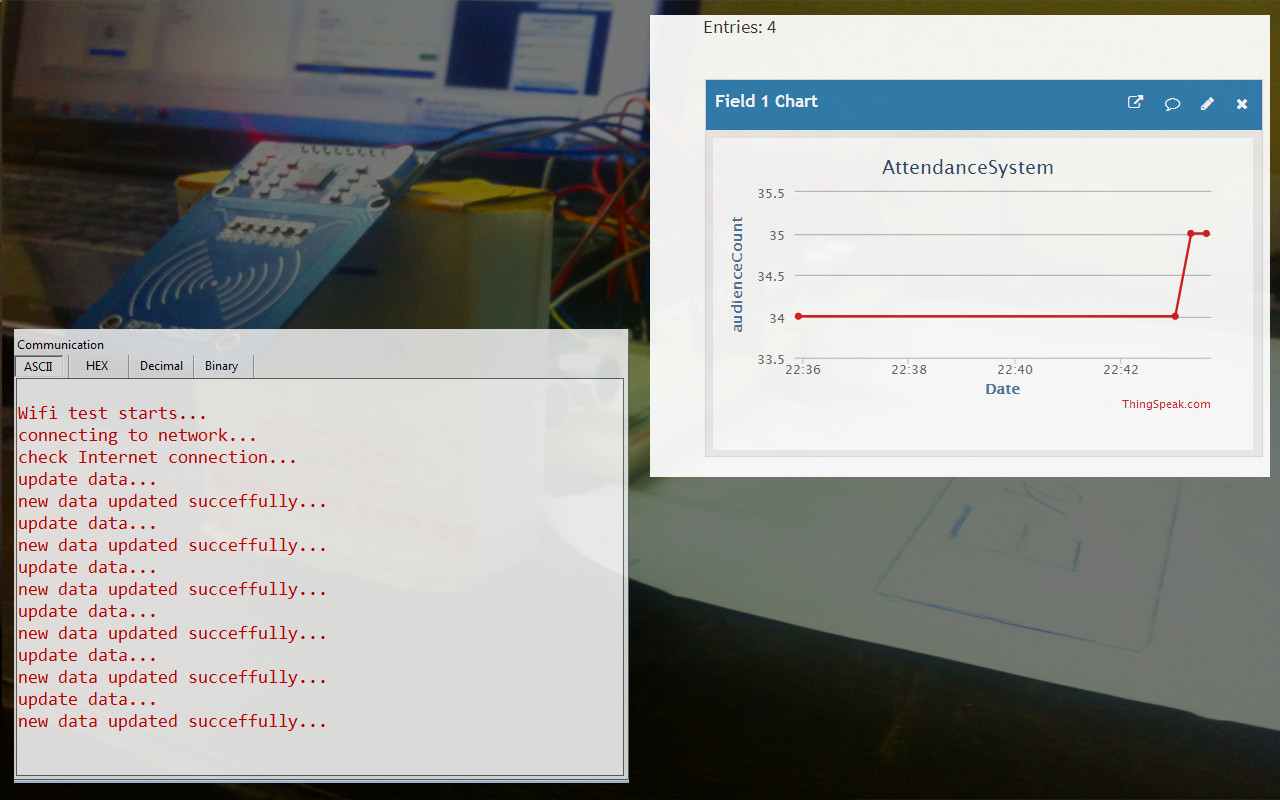 Entries: 4
Field 1 Chart
AttendanceSystem
audienceCount
35.5
35
34.5
34
33.5
22:36 22:38 22:40 22:42
Date
ThingSpeak.com
Communication
ASCII HEX Decimal Binary
Wifi test starts...
connecting to network...
check Internet connection...
update data...
new data updated succeffully...
update data...
new data updated succeffully...
update data...
new data updated succeffully...
update data...
new data updated succeffully...
update data...
new data updated succeffully...
update data...
new data updated succeffully...